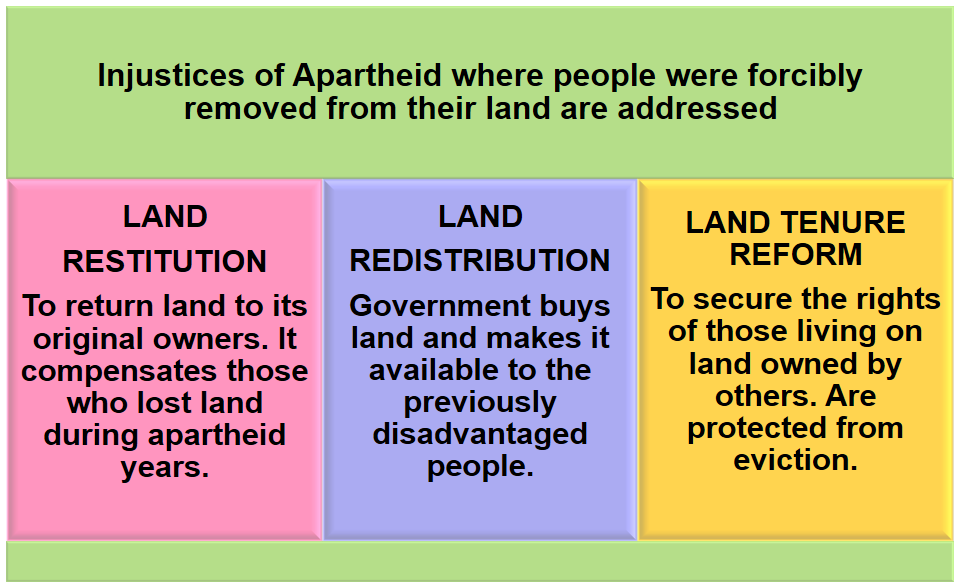 Injustices of Apartheid where people were forcibly
removed from their land are addressed
LAND
RESTITUTION
To return land to its
original owners. It
compensates those
who lost land
during apartheid
years.
LAND
REDISTRIBUTION
Government buys
land and makes it
available to the
previously
disadvantaged
people.
LAND TENURE
REFORM
To secure the rights
of those living on
land owned by
others. Are
protected from
eviction.